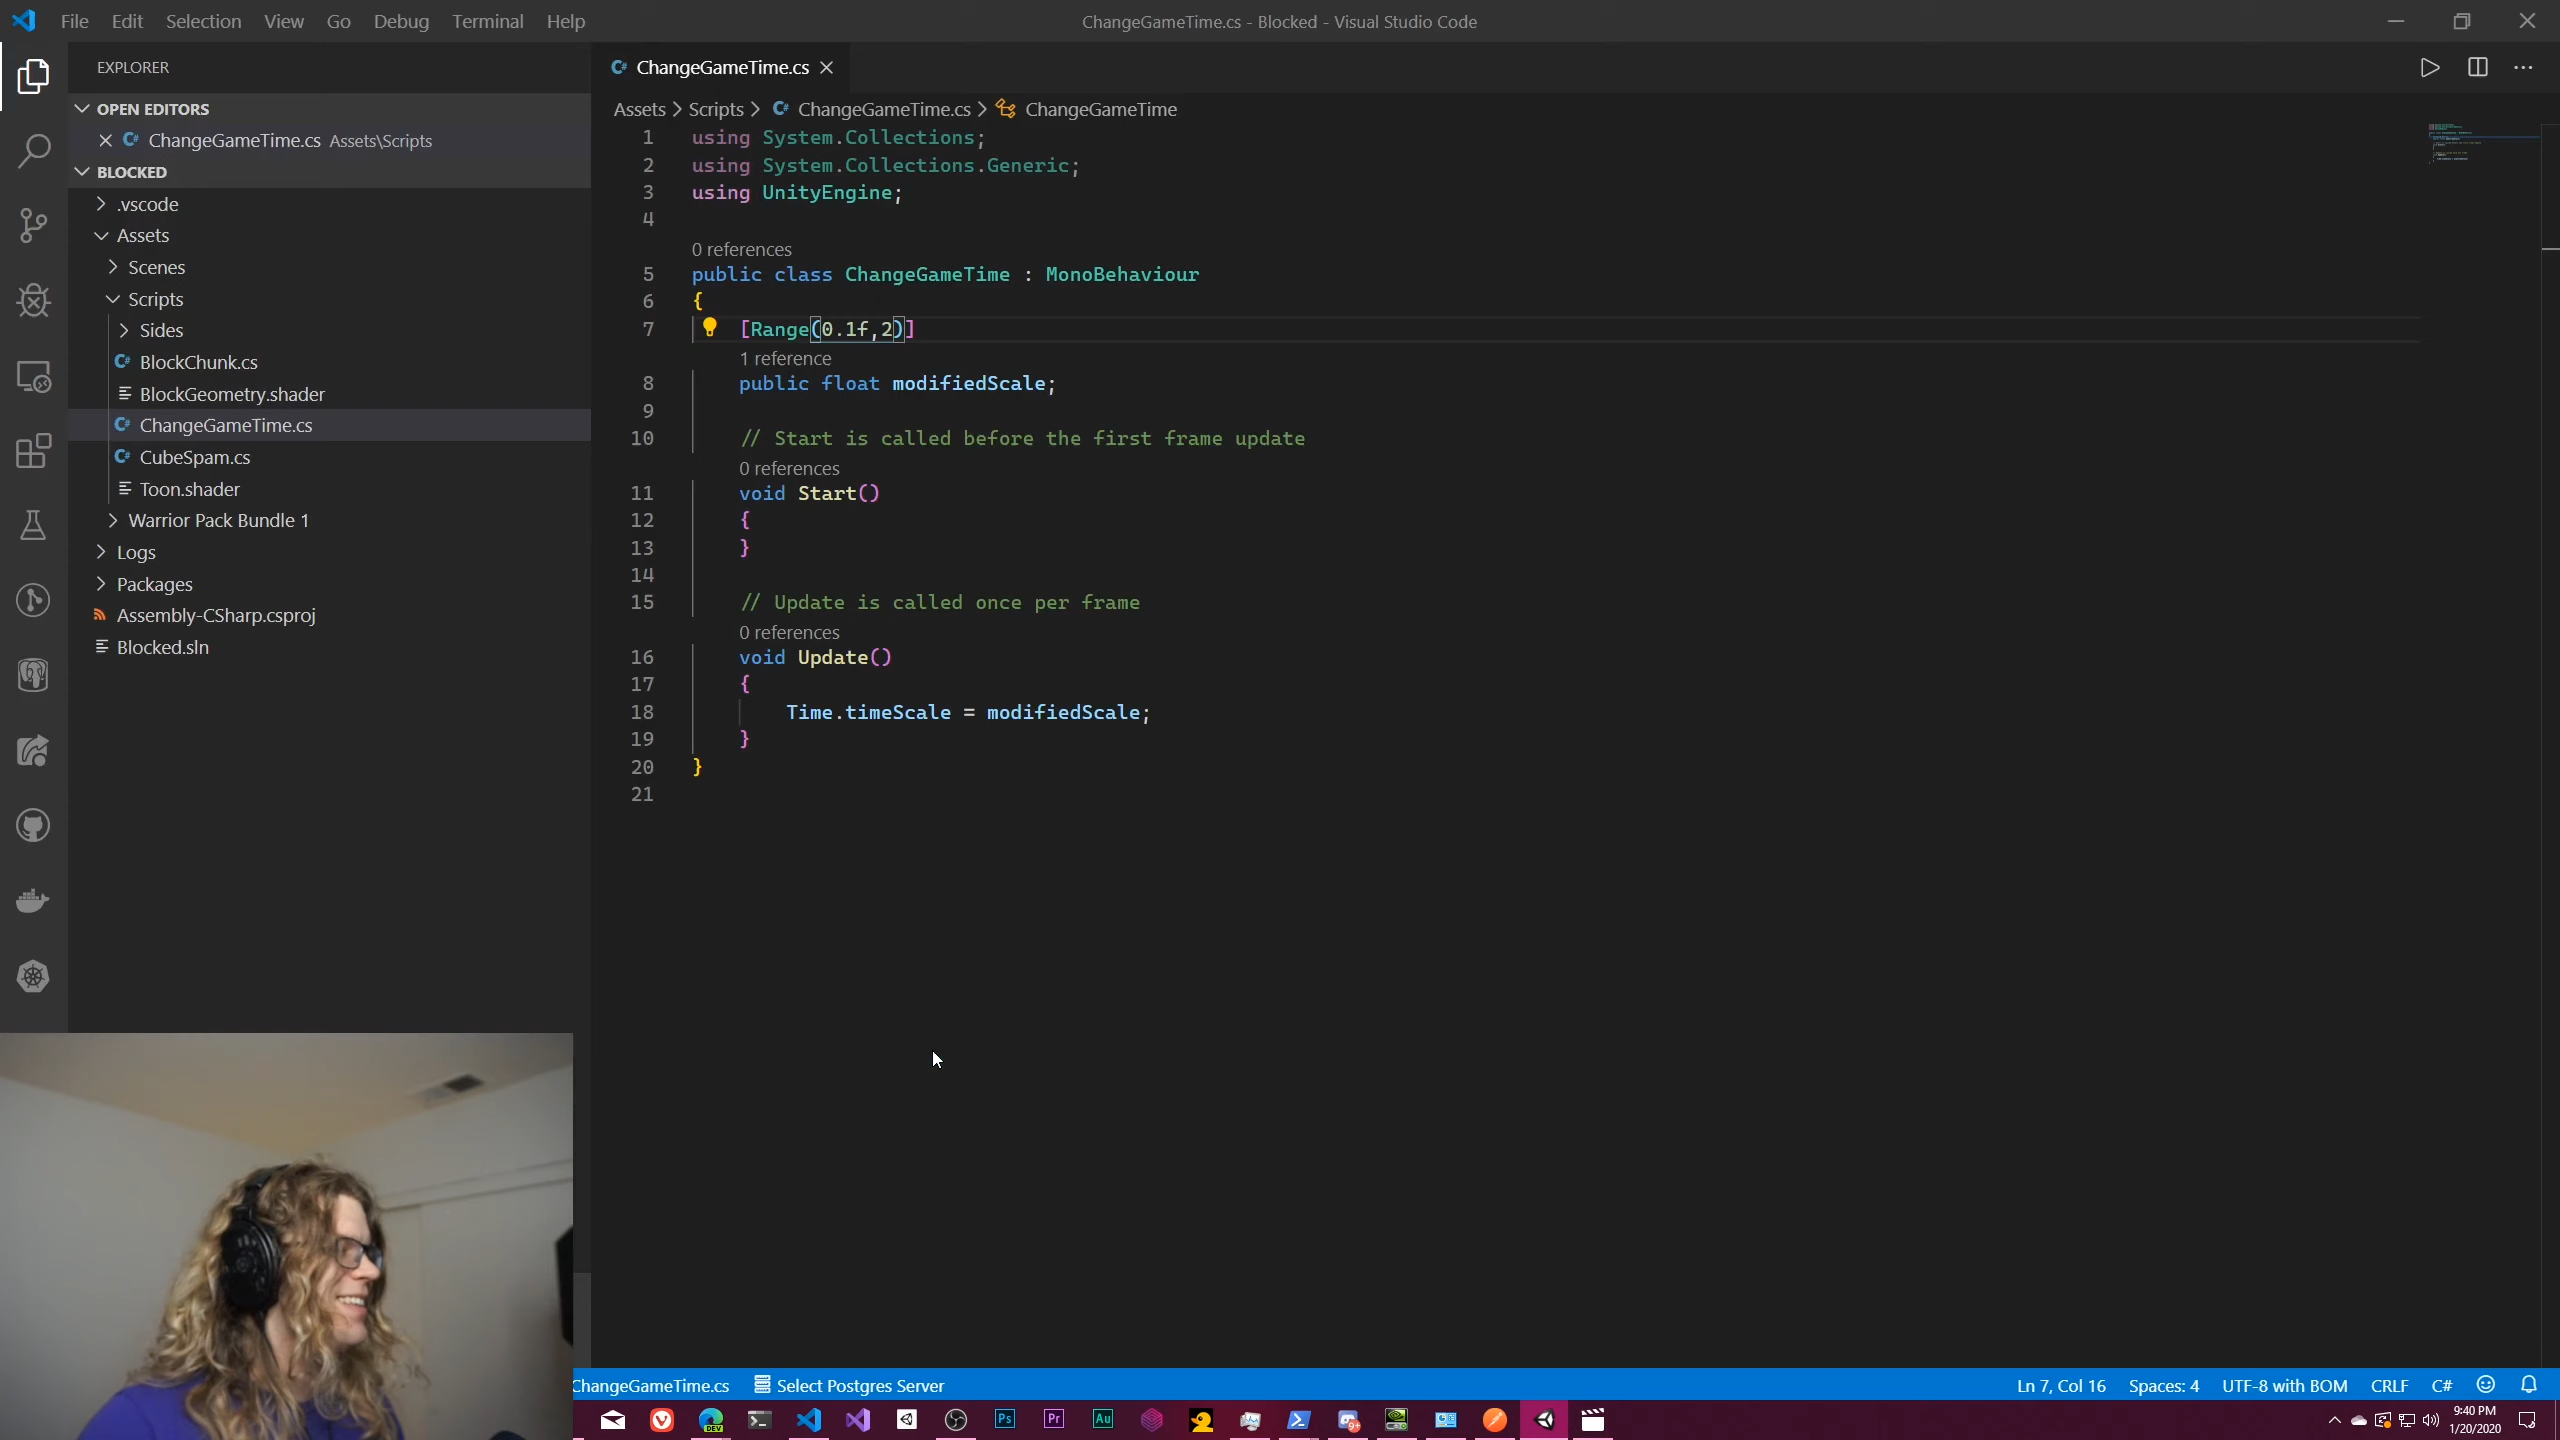 File Edit Selection View Go Debug Terminal Help
ChangeGameTime.cs - Blocked - Visual Studio Code
EXPLORER
OPEN EDITORS
ChangeGameTime.cs Assets\Scripts
BLOCKED
.vscode
Assets
Scenes
Scripts
Sides
BlockChunk.cs
BlockGeometry.shader
ChangeGameTime.cs
CubeSpam.cs
Toon.shader
Warrior Pack Bundle 1
Logs
Packages
Assembly-CSharp.csproj
Blocked.sln
ChangeGameTime.cs
Assets > Scripts > ChangeGameTime.cs > ChangeGameTime
1 using System.Collections;
2 using System.Collections.Generic;
3 using UnityEngine;
4
0 references
5 public class ChangeGameTime : MonoBehaviour
6 {
7 [Range(0.1f,2)]
1 reference
8 public float modifiedScale;
9
10 // Start is called before the first frame update
0 references
11 void Start()
12 {
13 }
14
15 // Update is called once per frame
0 references
16 void Update()
17 {
18 Time.timeScale = modifiedScale;
19 }
20 }
21
ChangeGameTime.cs Select Postgres Server
Ln 7, Col 16 Spaces: 4 UTF-8 with BOM CRLF C#
DEV
Ps
Pr
Au
9+
9:40 PM
1/20/2020